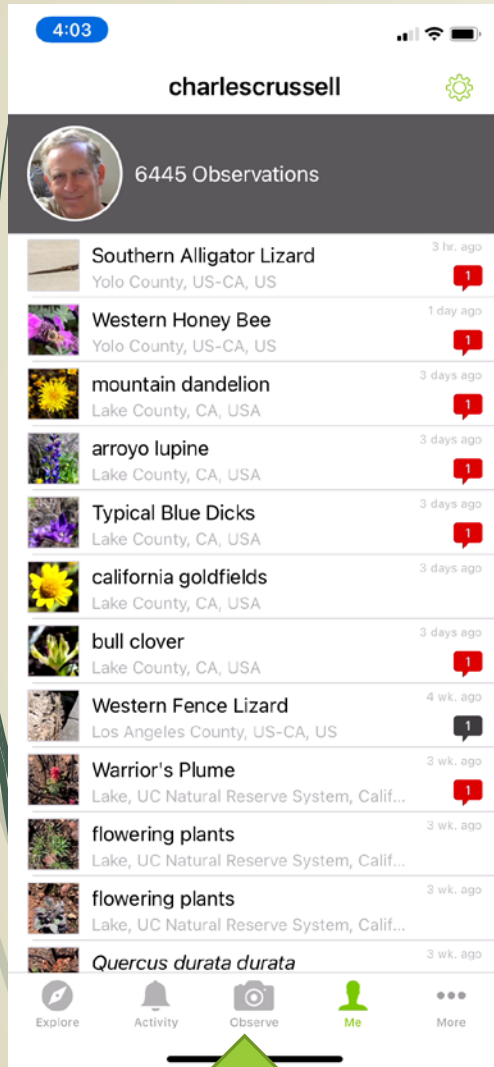 4:03
charlescrussell
6445 Observations
Southern Alligator Lizard
3 hr. ago
Yolo County, US-CA, US
1
Western Honey Bee
1 day ago
Yolo County, US-CA, US
1
mountain dandelion
3 days ago
Lake County, CA, USA
1
arroyo lupine
3 days ago
Lake County, CA, USA
1
Typical Blue Dicks
3 days ago
Lake County, CA, USA
1
california goldfields
3 days ago
Lake County, CA, USA
bull clover
3 days ago
Lake County, CA, USA
1
Western Fence Lizard
4 wk. ago
Los Angeles County, US-CA, US
1
Warrior's Plume
3 wk. ago
Lake, UC Natural Reserve System, Calif...
1
flowering plants
3 wk. ago
Lake, UC Natural Reserve System, Calif...
flowering plants
3 wk. ago
Lake, UC Natural Reserve System, Calif...
Quercus durata durata
3 wk. ago
Explore Activity Observe Me More